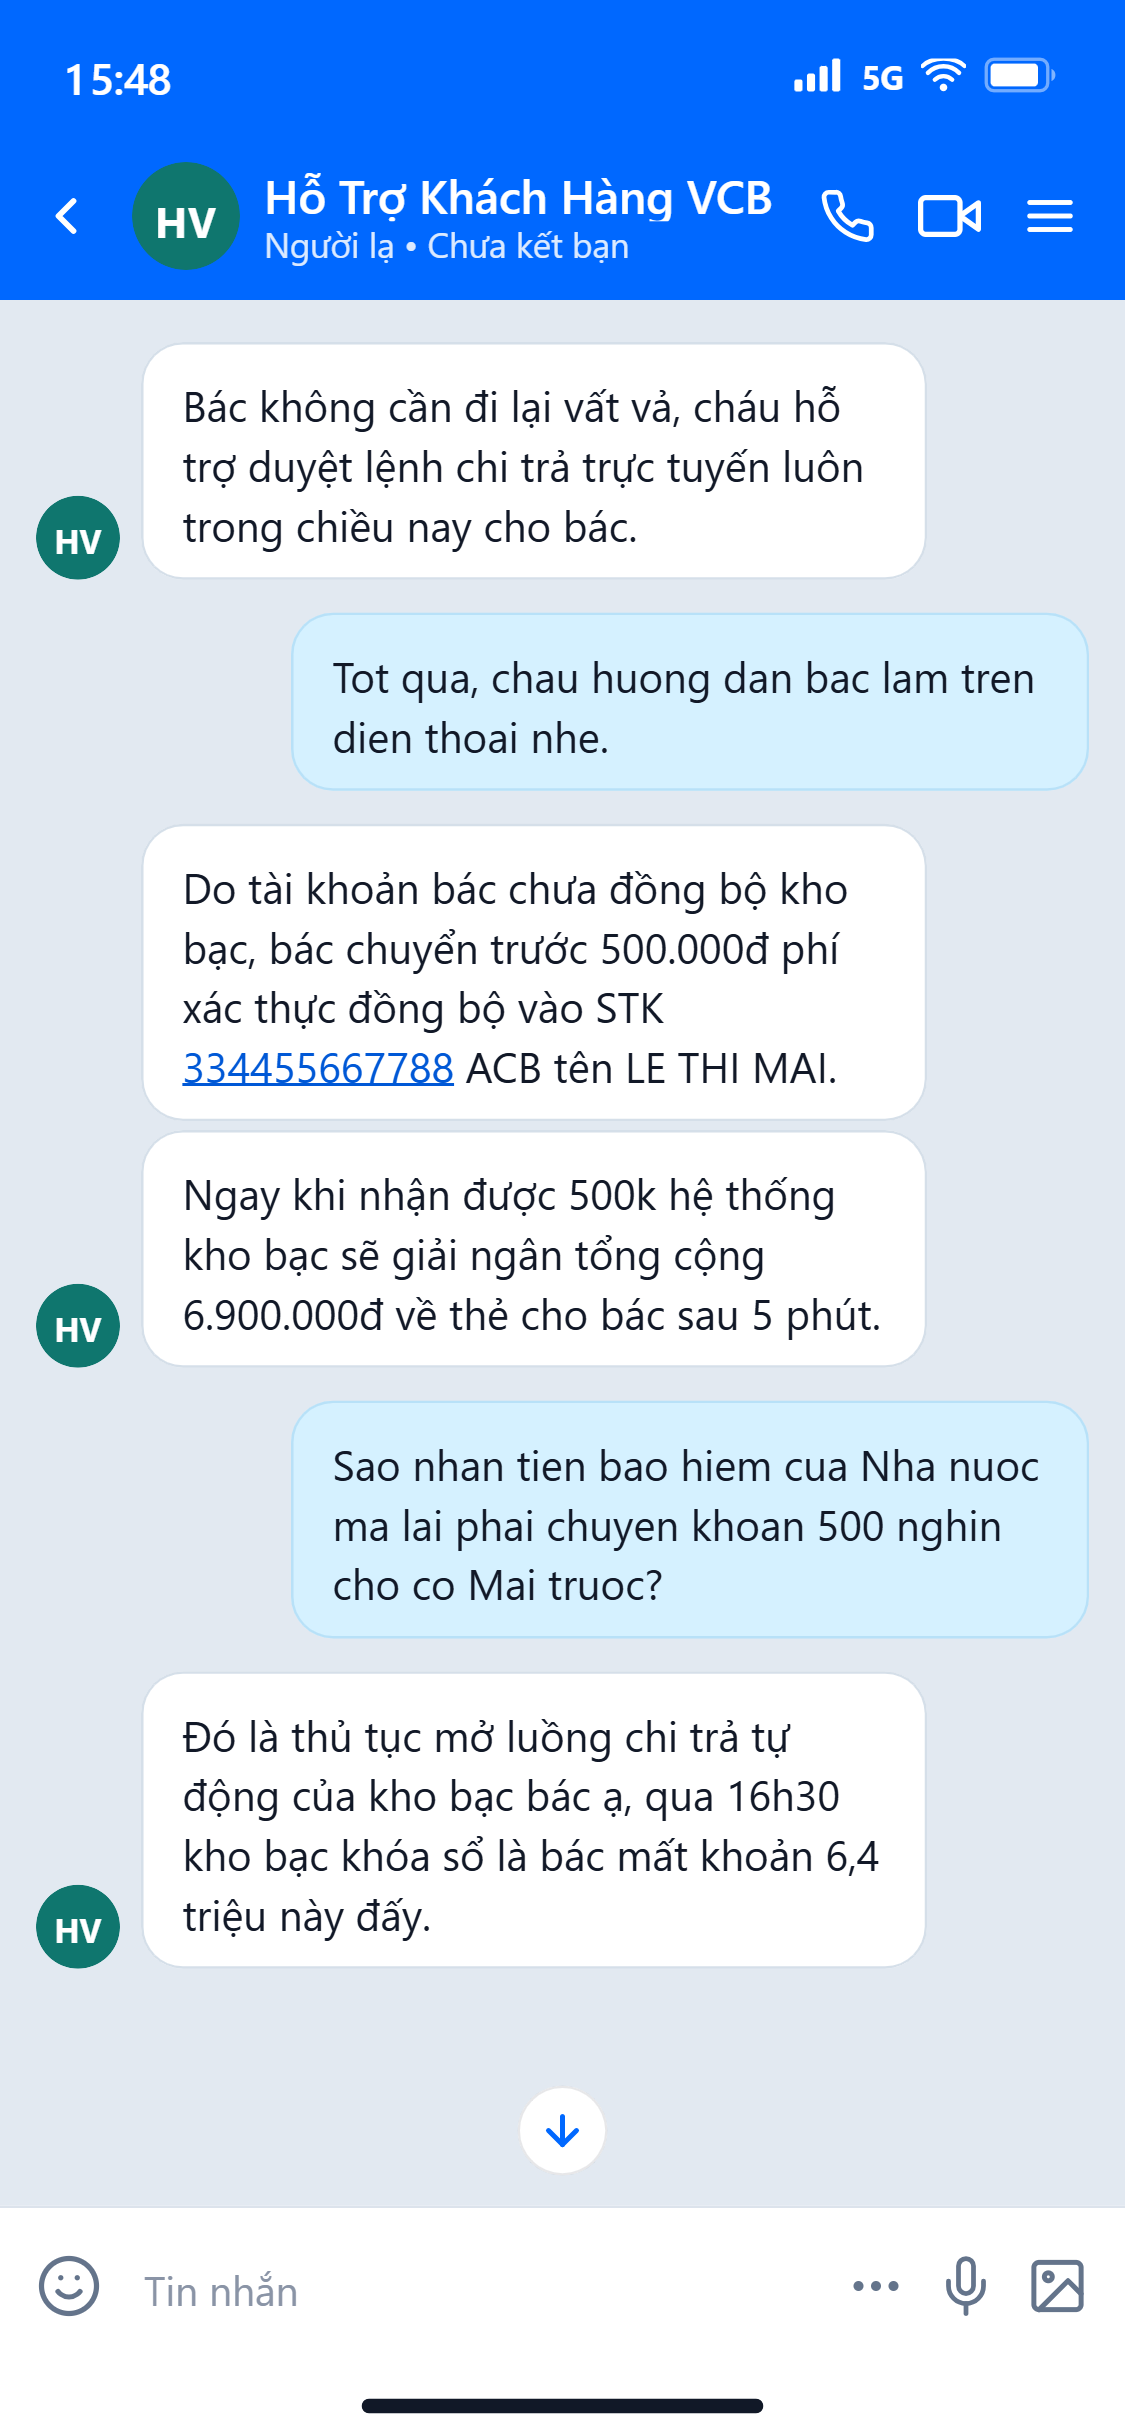 15:48
5G
HV
Hỗ Trợ Khách Hàng VCB
Người lạ • Chưa kết bạn
Bác không cần đi lại vất vả, cháu hỗ
trợ duyệt lệnh chi trả trực tuyến luôn
trong chiều nay cho bác.
HV
Tot qua, chau huong dan bac lam tren
dien thoai nhe.
Do tài khoản bác chưa đồng bộ kho
bạc, bác chuyển trước 500.000đ phí
xác thực đồng bộ vào STK
334455667788 ACB tên LE THI MAI.
Ngay khi nhận được 500k hệ thống
kho bạc sẽ giải ngân tổng cộng
6.900.000đ về thẻ cho bác sau 5 phút.
HV
Sao nhan tien bao hiem cua Nha nuoc
ma lai phai chuyen khoan 500 nghin
cho co Mai truoc?
Đó là thủ tục mở luồng chi trả tự
động của kho bạc bác ạ, qua 16h30
kho bạc khóa sổ là bác mất khoản 6,4
triệu này đấy.
HV
Tin nhắn